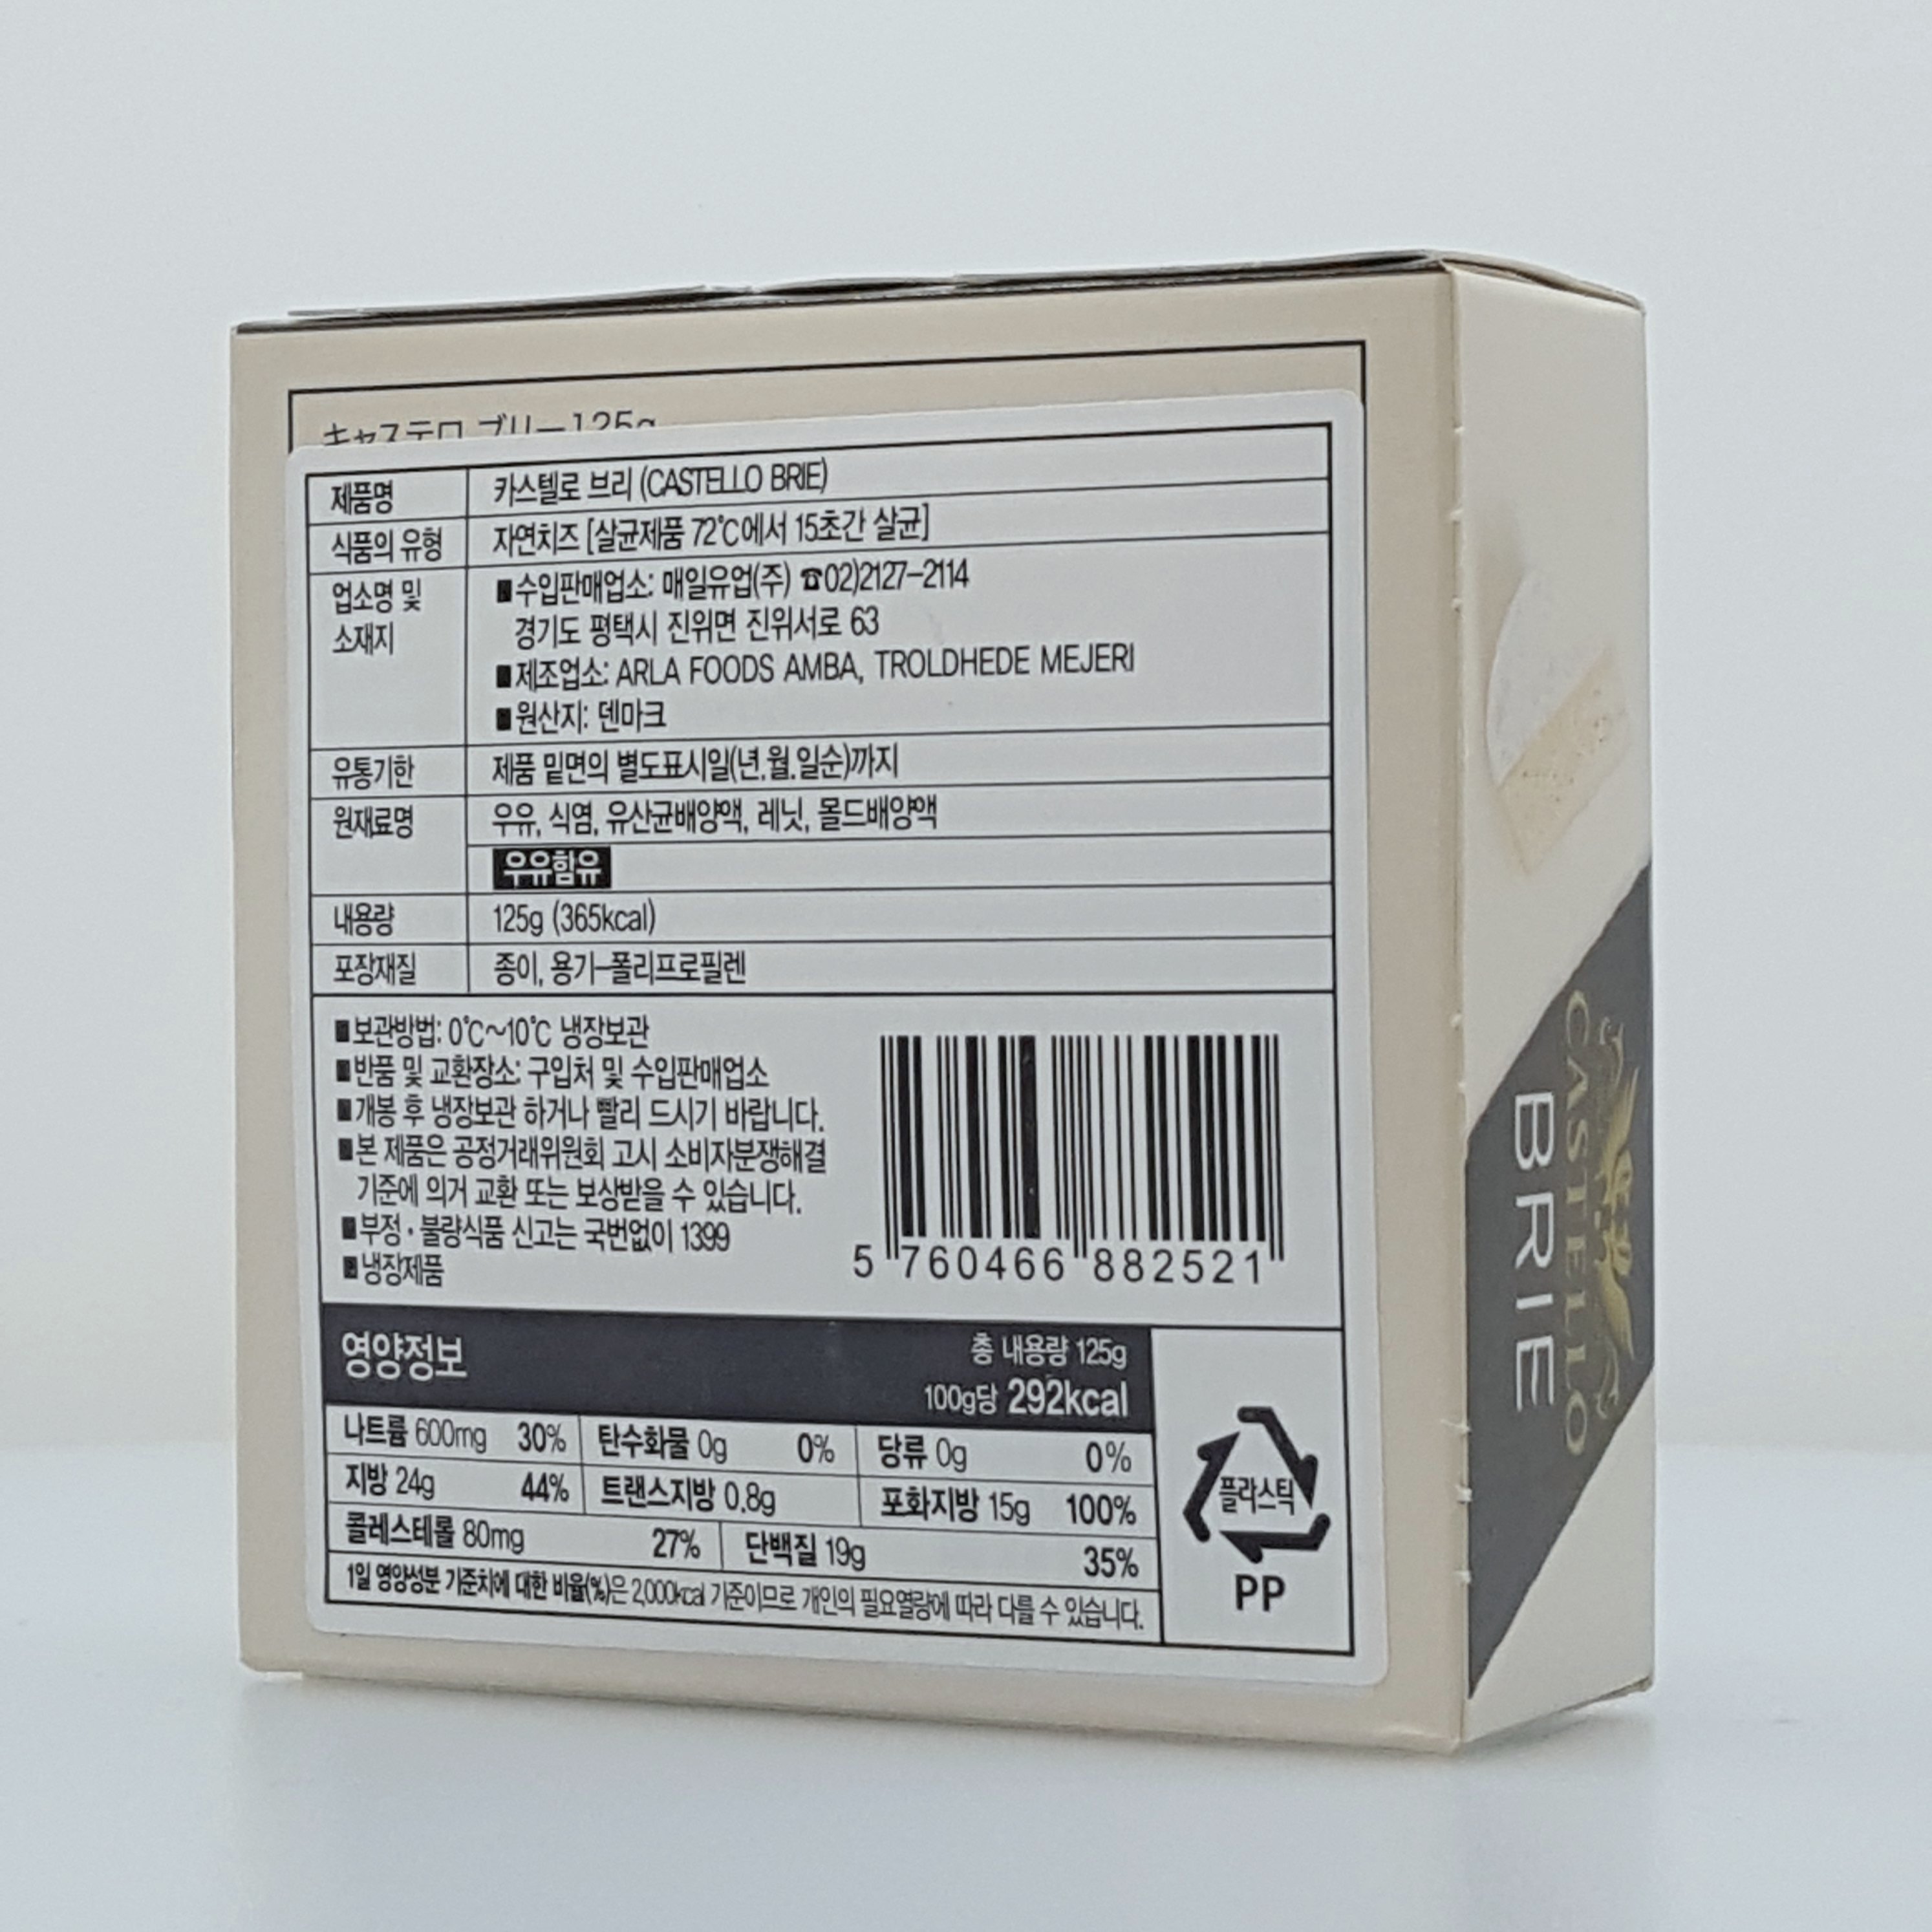 キャステロ ブリー125g
제품명 카스텔로 브리 (CASTELLO BRIE)
식품의 유형 자연치즈 [살균제품 72℃에서 15초간 살균]
업소명 및
소재지
■수입판매업소: 매일유업(주) ☎02)2127-2114
경기도 평택시 진위면 진위서로 63
■제조업소: ARLA FOODS AMBA, TROLDHEDE MEJERI
■원산지: 덴마크
유통기한 제품 밑면의 별도표시일(년.월.일순)까지
원재료명 우유, 식염, 유산균배양액, 레닛, 몰드배양액
우유함유
내용량 125g (365kcal)
포장재질 종이, 용기-폴리프로필렌
■보관방법: 0℃~10℃ 냉장보관
■반품 및 교환장소: 구입처 및 수입판매업소
■개봉 후 냉장보관 하거나 빨리 드시기 바랍니다.
■본 제품은 공정거래위원회 고시 소비자분쟁해결
기준에 의거 교환 또는 보상받을 수 있습니다.
■부정·불량식품 신고는 국번없이 1399
■냉장제품
5 760466 882521
영양정보
총 내용량 125g
100g당 292kcal
나트륨 600mg 30% 탄수화물 0g 0% 당류 0g 0%
지방 24g 44% 트랜스지방 0.8g 포화지방 15g 100%
콜레스테롤 80mg 27% 단백질 19g 35%
1일 영양성분 기준치에 대한 비율(%)은 2,000kcal 기준이므로 개인의 필요열량에 따라 다를 수 있습니다.
플라스틱
PP
CASTELLO
BRIE